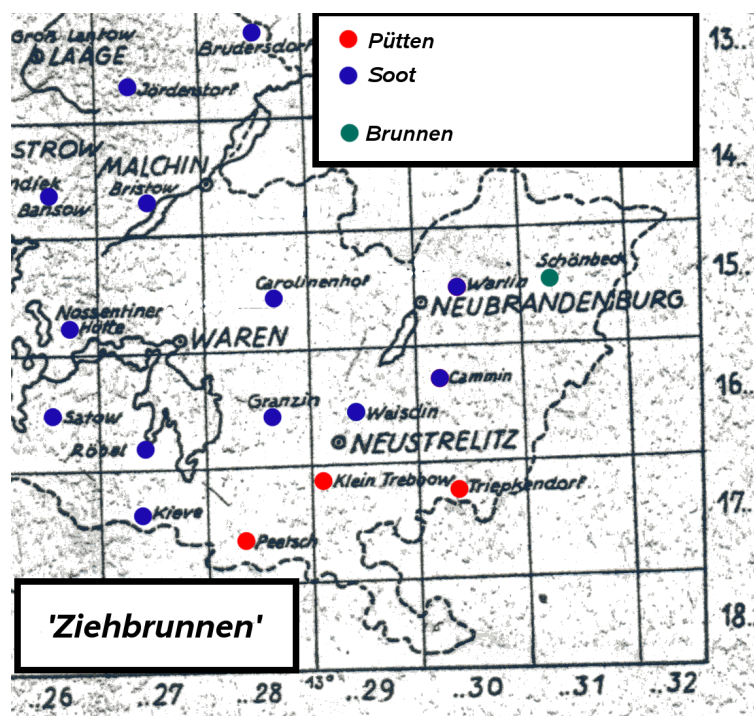 Groß Lantow
LAAGE
Brudersdorf
Jördenstorf
Pütten
Soot
Brunnen
13..
STROW
MALCHIN
14..
ndiek
Bansow
Bristow
Carolinenhof
Warlin
Schönbeck
15..
Nossentiner
Hütte
WAREN
NEUBRANDENBURG
Cammin
16..
Satow
Granzin
Waisdin
Röbel
NEUSTRELITZ
Klein Trebbow
Triepkendorf
17..
Kieve
Peetsch
'Ziehbrunnen'
18..
..26
..27
..28
13°
..29
..30
..31
..32